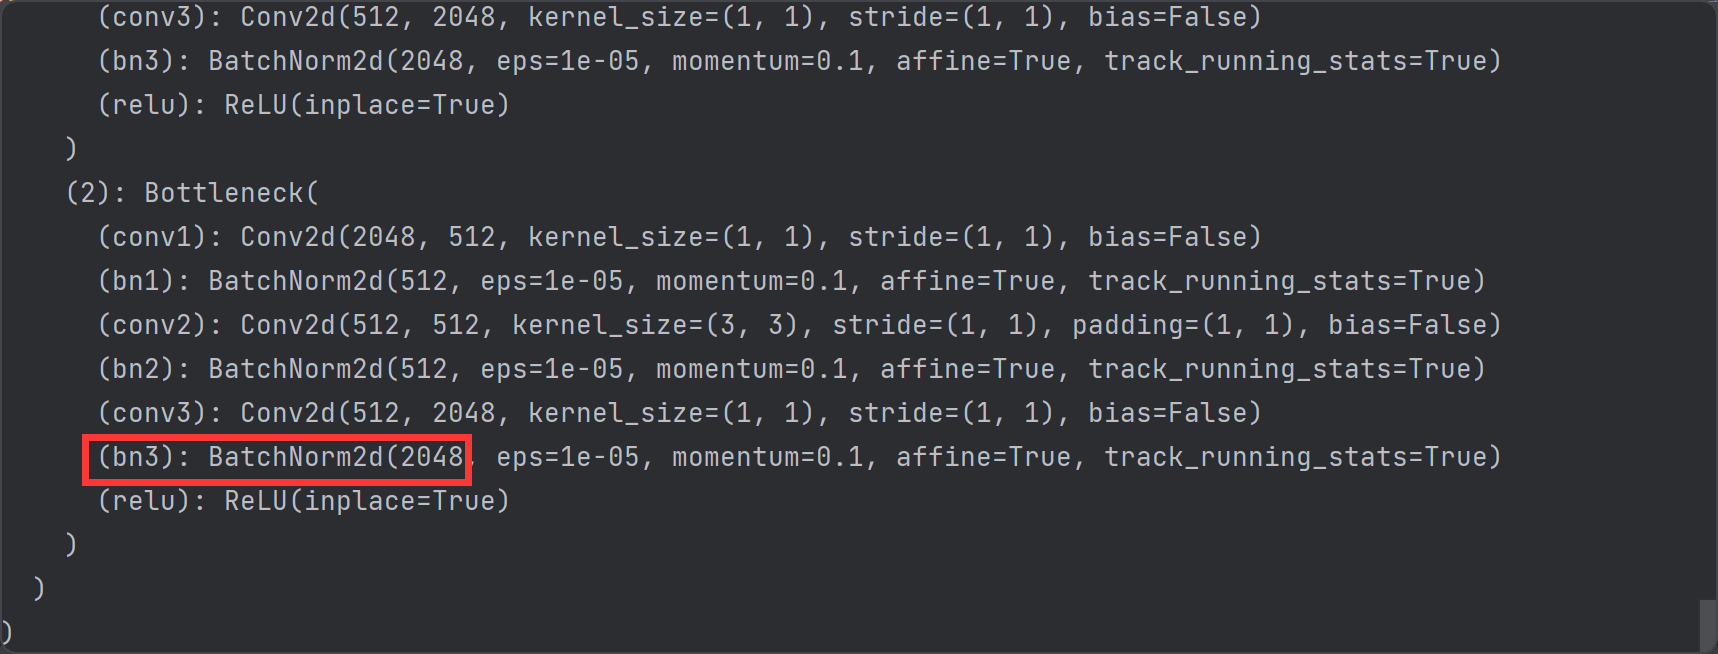 (conv3): Conv2d(512, 2048, kernel_size=(1, 1), stride=(1, 1), bias=False)
(bn3): BatchNorm2d(2048, eps=1e-05, momentum=0.1, affine=True, track_running_stats=True)
(relu): ReLU(inplace=True)
)
(2): Bottleneck(
(conv1): Conv2d(2048, 512, kernel_size=(1, 1), stride=(1, 1), bias=False)
(bn1): BatchNorm2d(512, eps=1e-05, momentum=0.1, affine=True, track_running_stats=True)
(conv2): Conv2d(512, 512, kernel_size=(3, 3), stride=(1, 1), padding=(1, 1), bias=False)
(bn2): BatchNorm2d(512, eps=1e-05, momentum=0.1, affine=True, track_running_stats=True)
(conv3): Conv2d(512, 2048, kernel_size=(1, 1), stride=(1, 1), bias=False)
(bn3): BatchNorm2d(2048, eps=1e-05, momentum=0.1, affine=True, track_running_stats=True)
(relu): ReLU(inplace=True)
)
)
)